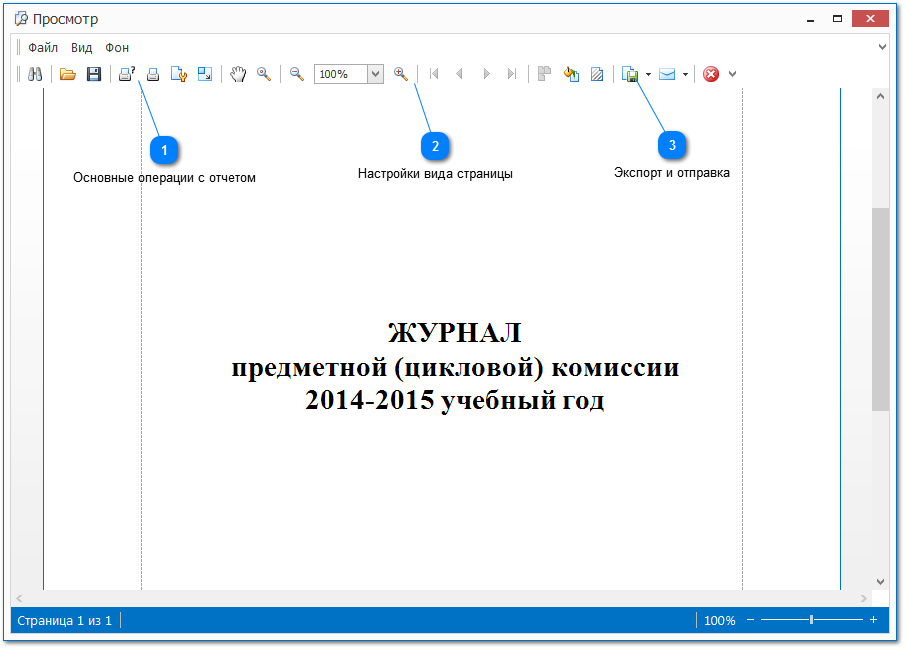 Просмотр
Файл Вид Фон
100%
1
2
3
Основные операции с отчетом
Настройки вида страницы
Экспорт и отправка
ЖУРНАЛ
предметной (цикловой) комиссии
2014-2015 учебный год
Страница 1 из 1
100%